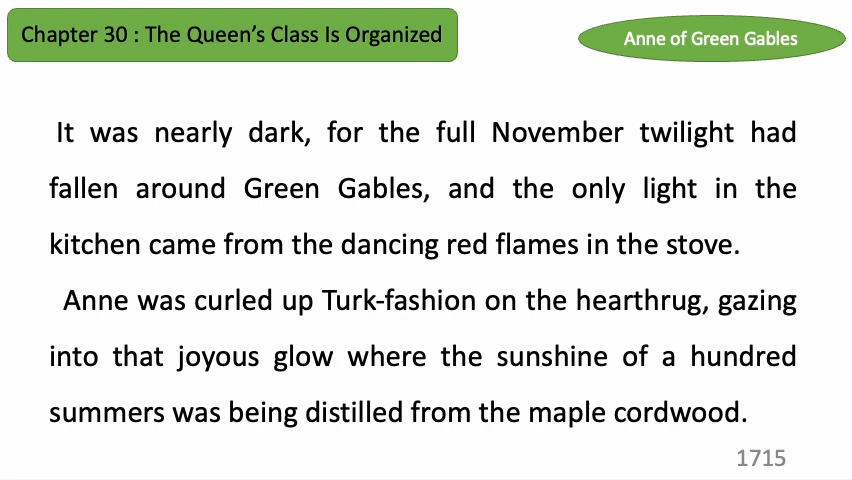 Chapter 30 : The Queen’s Class Is Organized
Anne of Green Gables
It was nearly dark, for the full November twilight had
fallen around Green Gables, and the only light in the
kitchen came from the dancing red flames in the stove.
Anne was curled up Turk-fashion on the hearthrug, gazing
into that joyous glow where the sunshine of a hundred
summers was being distilled from the maple cordwood.
1715